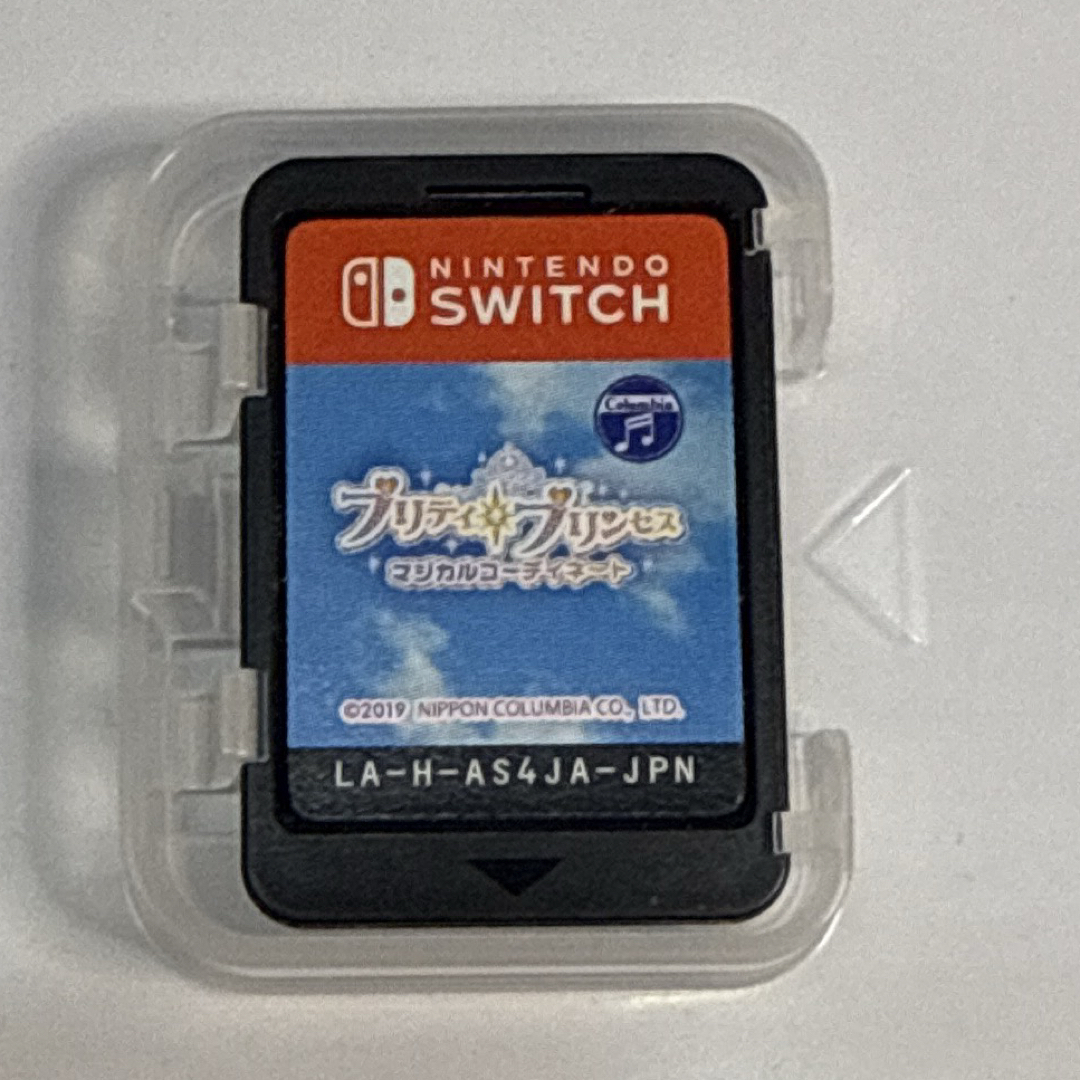 NINTENDO
SWITCH
Columbia
プリティ プリンセス
マジカルコーディネート
©2019 NIPPON COLUMBIA CO., LTD.
LA-H-AS4JA-JPN